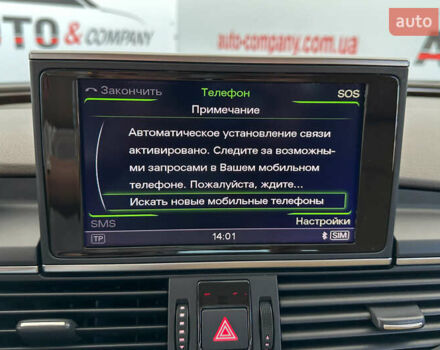 auto
AUTO
& COMPANY
auto-company.com.ua
Закончить Телефон SOS
Примечание
Автоматическое установление связи
активировано. Следите за возможны-
ми запросами в Вашем мобильном
телефоне. Пожалуйста, ждите...
Искать новые мобильные телефоны
SMS Настройки
TP 14:01 SIM